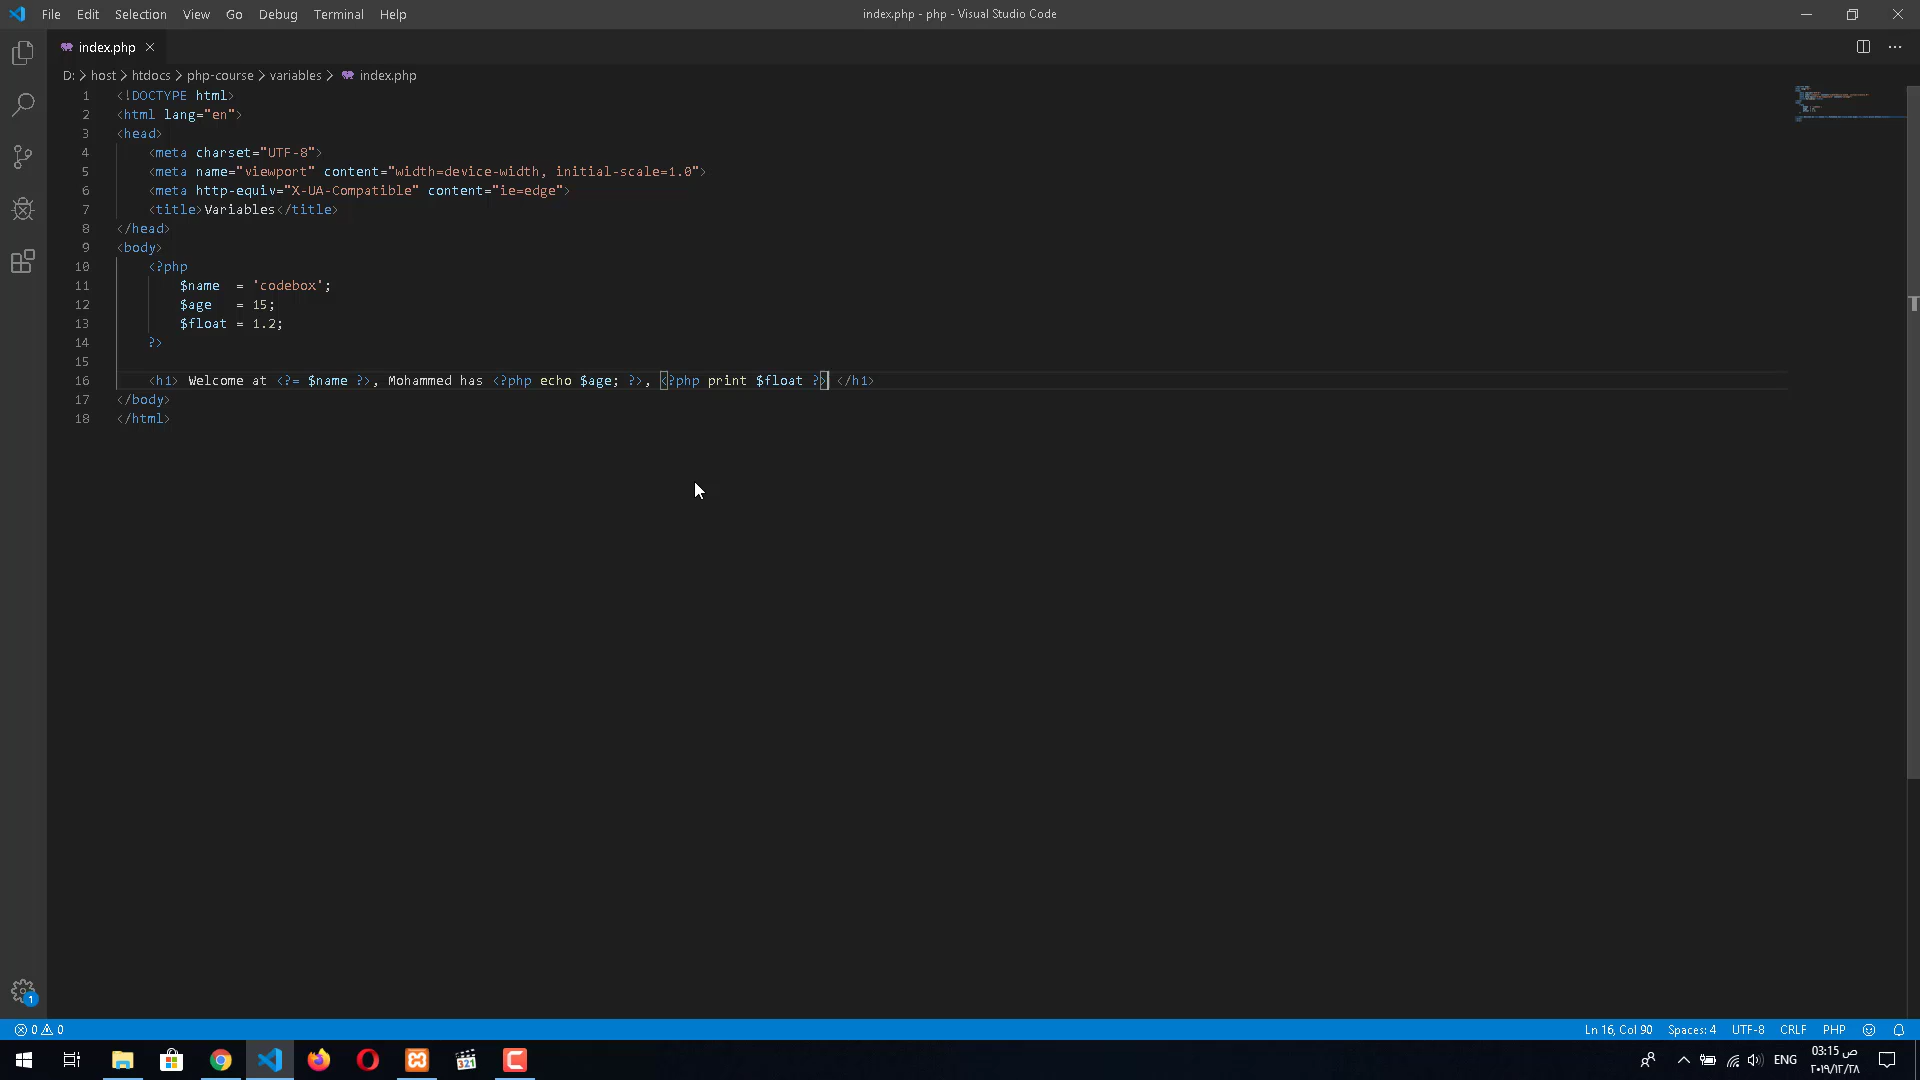 File Edit Selection View Go Debug Terminal Help
index.php - php - Visual Studio Code
index.php
D: > host > htdocs > php-course > variables > index.php
1 <!DOCTYPE html>
2 <html lang="en">
3 <head>
4     <meta charset="UTF-8">
5     <meta name="viewport" content="width=device-width, initial-scale=1.0">
6     <meta http-equiv="X-UA-Compatible" content="ie=edge">
7     <title>Variables</title>
8 </head>
9 <body>
10     <?php
11         $name  = 'codebox';
12         $age   = 15;
13         $float = 1.2;
14     ?>
15
16     <h1> Welcome at <?= $name ?>, Mohammed has <?php echo $age; ?>, <?php print $float ?> </h1>
17 </body>
18 </html>
1
0 0
Ln 16, Col 90 Spaces: 4 UTF-8 CRLF PHP
321
ENG
03:15 ص
٢٠١٩/١٢/٢٨